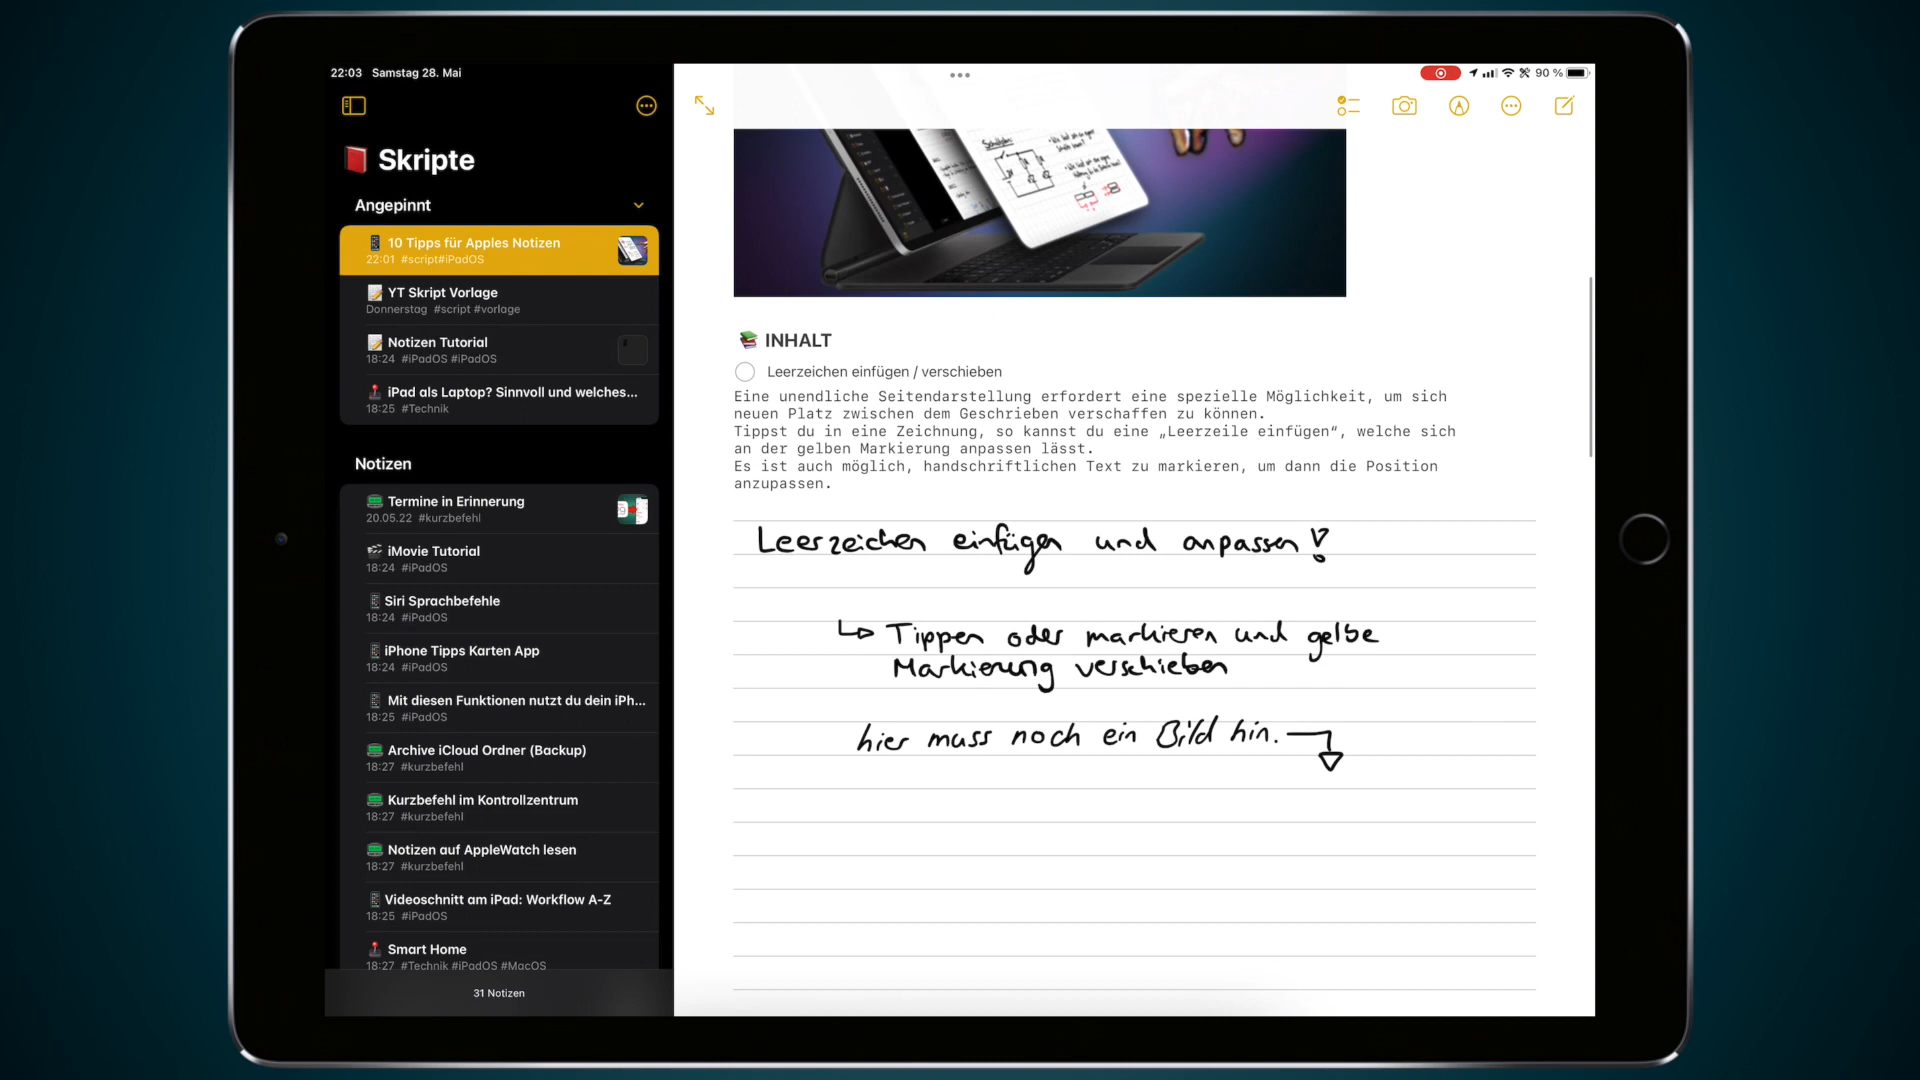 22:03 Samstag 28. Mai
90 %
Skripte
Angepinnt
10 Tipps für Apples Notizen
22:01 #script#iPadOS
YT Skript Vorlage
Donnerstag #script #vorlage
Notizen Tutorial
18:24 #iPadOS #iPadOS
iPad als Laptop? Sinnvoll und welches...
18:25 #Technik
Notizen
Termine in Erinnerung
20.05.22 #kurzbefehl
iMovie Tutorial
18:24 #iPadOS
Siri Sprachbefehle
18:24 #iPadOS
iPhone Tipps Karten App
18:24 #iPadOS
Mit diesen Funktionen nutzt du dein iPh...
18:25 #iPadOS
Archive iCloud Ordner (Backup)
18:27 #kurzbefehl
Kurzbefehl im Kontrollzentrum
18:27 #kurzbefehl
Notizen auf AppleWatch lesen
18:27 #kurzbefehl
Videoschnitt am iPad: Workflow A-Z
18:25 #iPadOS
Smart Home
18:27 #Technik #iPadOS #MacOS
31 Notizen
INHALT
Leerzeichen einfügen / verschieben
Eine unendliche Seitendarstellung erfordert eine spezielle Möglichkeit, um sich
neuen Platz zwischen dem Geschrieben verschaffen zu können.
Tippst du in eine Zeichnung, so kannst du eine „Leerzeile einfügen“, welche sich
an der gelben Markierung anpassen lässt.
Es ist auch möglich, handschriftlichen Text zu markieren, um dann die Position
anzupassen.
Leerzeichen einfügen und anpassen!
↳ Tippen oder markieren und gelbe
Markierung verschieben
hier muss noch ein Bild hin.